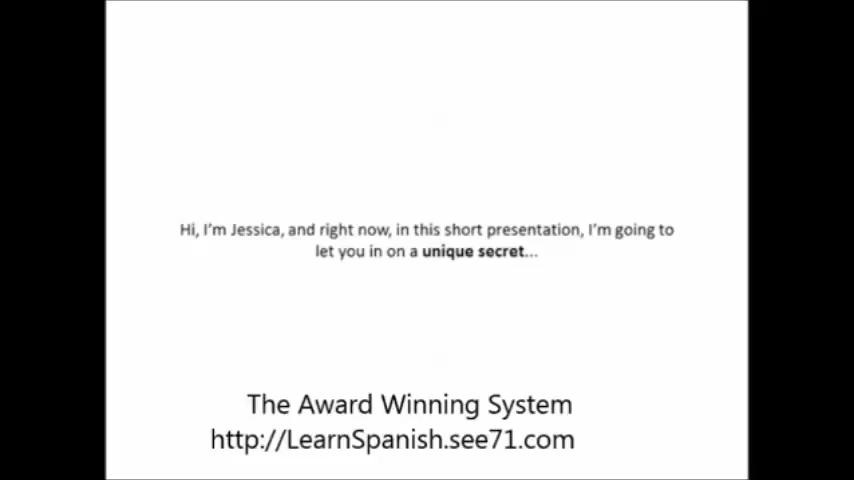 Hi, I'm Jessica, and right now, in this short presentation, I'm going to
let you in on a unique secret...
The Award Winning System
http://LearnSpanish.see71.com